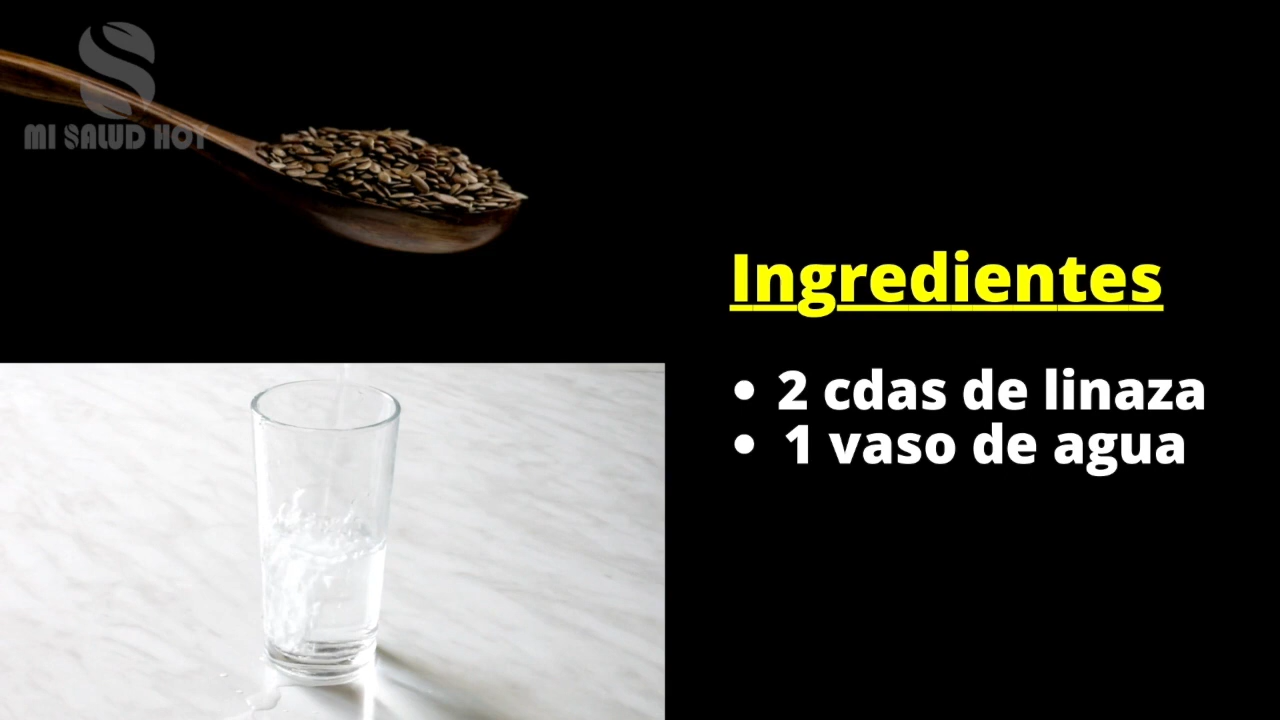 MI SALUD HOY
Ingredientes
• 2 cdas de linaza
• 1 vaso de agua